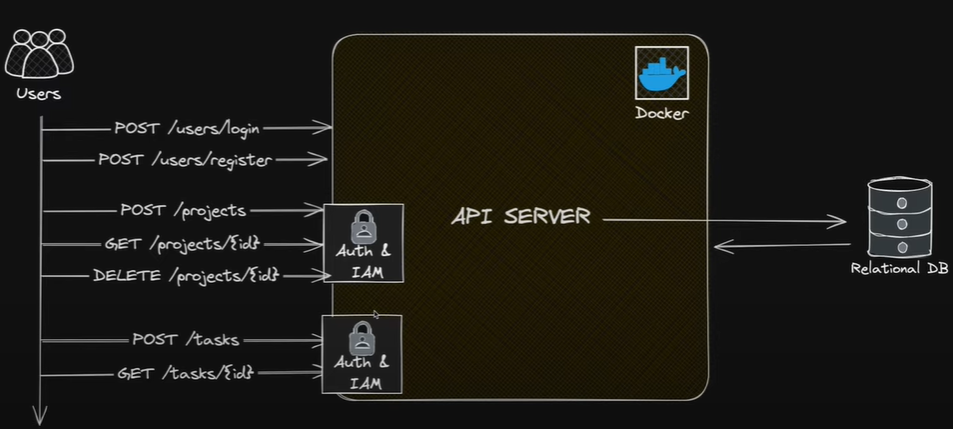 Users
POST /users/login
POST /users/register
POST /projects
GET /projects/{id}
DELETE /projects/{id}
POST /tasks
GET /tasks/{id}
Auth &
IAM
Auth &
IAM
API SERVER
Docker
Relational DB